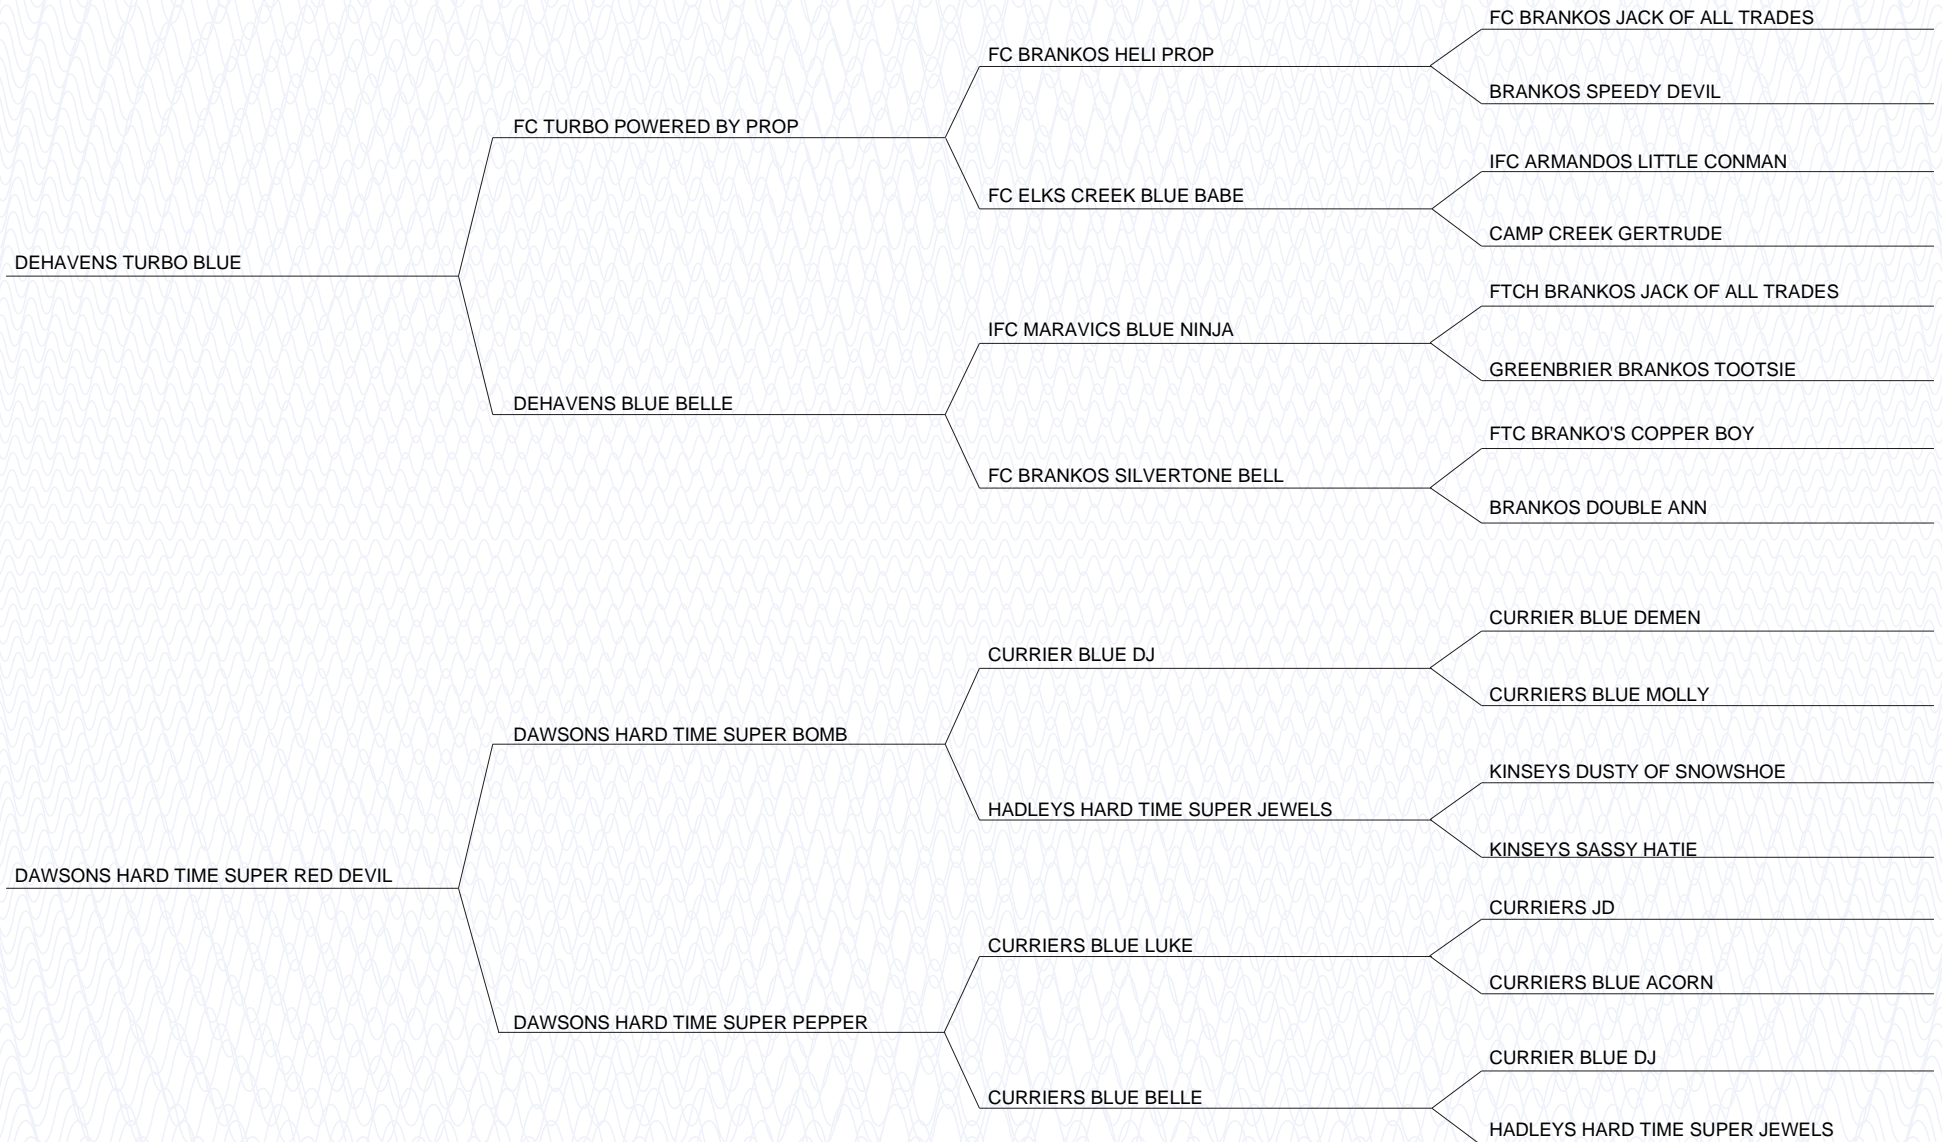 FC BRANKOS JACK OF ALL TRADES
FC BRANKOS HELI PROP
BRANKOS SPEEDY DEVIL
FC TURBO POWERED BY PROP
IFC ARMANDOS LITTLE CONMAN
FC ELKS CREEK BLUE BABE
CAMP CREEK GERTRUDE
DEHAVENS TURBO BLUE
FTCH BRANKOS JACK OF ALL TRADES
IFC MARAVICS BLUE NINJA
GREENBRIER BRANKOS TOOTSIE
DEHAVENS BLUE BELLE
FTC BRANKO'S COPPER BOY
FC BRANKOS SILVERTONE BELL
BRANKOS DOUBLE ANN
CURRIER BLUE DEMEN
CURRIER BLUE DJ
CURRIERS BLUE MOLLY
DAWSONS HARD TIME SUPER BOMB
KINSEYS DUSTY OF SNOWSHOE
HADLEYS HARD TIME SUPER JEWELS
KINSEYS SASSY HATIE
DAWSONS HARD TIME SUPER RED DEVIL
CURRIERS JD
CURRIERS BLUE LUKE
CURRIERS BLUE ACORN
DAWSONS HARD TIME SUPER PEPPER
CURRIER BLUE DJ
CURRIERS BLUE BELLE
HADLEYS HARD TIME SUPER JEWELS